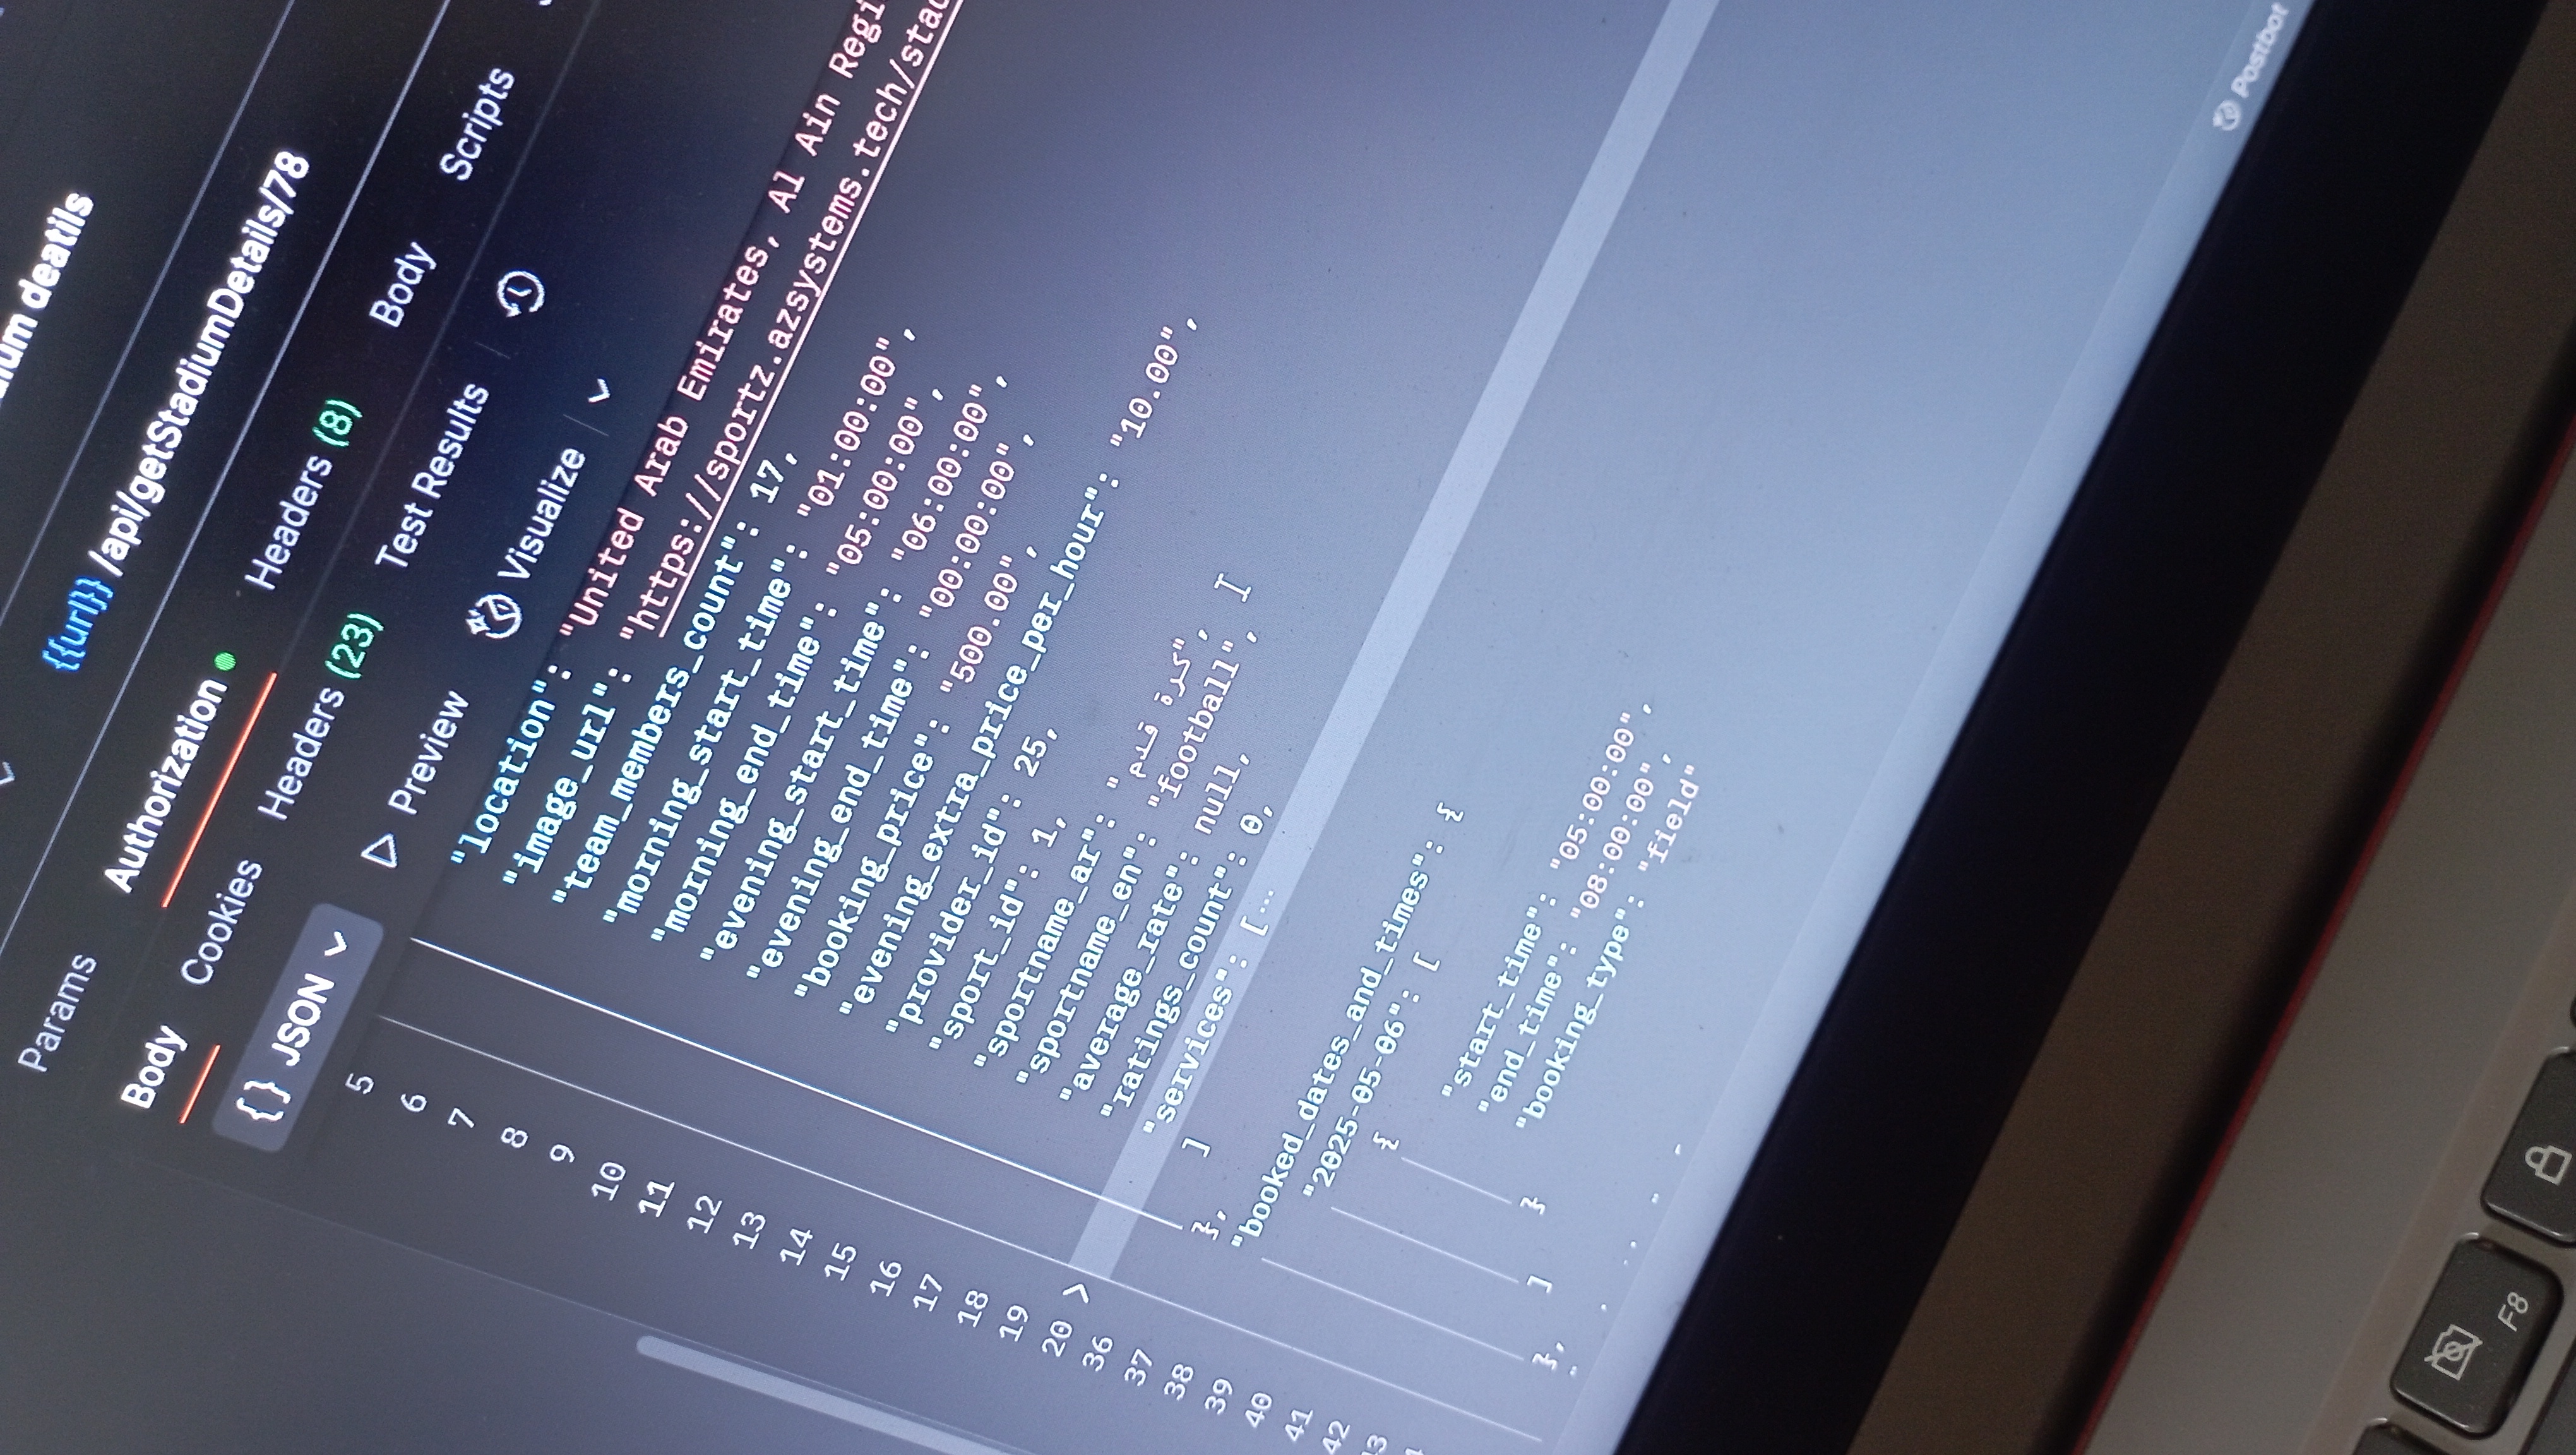 ium deatils
{{url}} /api/getStadiumDetails/78
Params
Authorization
Headers (8)
Body
Scripts
Body
Cookies
Headers (23)
Test Results
{} JSON
Preview
Visualize
5 "location": "United Arab Emirates, Al Ain Regi
6 "image_url": "https://sportz.azsystems.tech/stad
7 "team_members_count": 17,
8 "morning_start_time": "01:00:00",
9 "morning_end_time": "05:00:00",
10 "evening_start_time": "06:00:00",
11 "evening_end_time": "00:00:00",
12 "booking_price": "500.00",
13 "evening_extra_price_per_hour": "10.00",
14 "provider_id": 25,
15 "sport_id": 1,
16 "sportname_ar": "كرة قدم",
17 "sportname_en": "football",
18 "average_rate": null,
19 "ratings_count": 0,
20 "services": [...
36 ]
37 },
38 "booked_dates_and_times": {
39 "2025-05-06": [
40 {
41 "start_time": "05:00:00",
42 "end_time": "08:00:00",
"booking_type": "field"
}
]
},
Postbot
F8